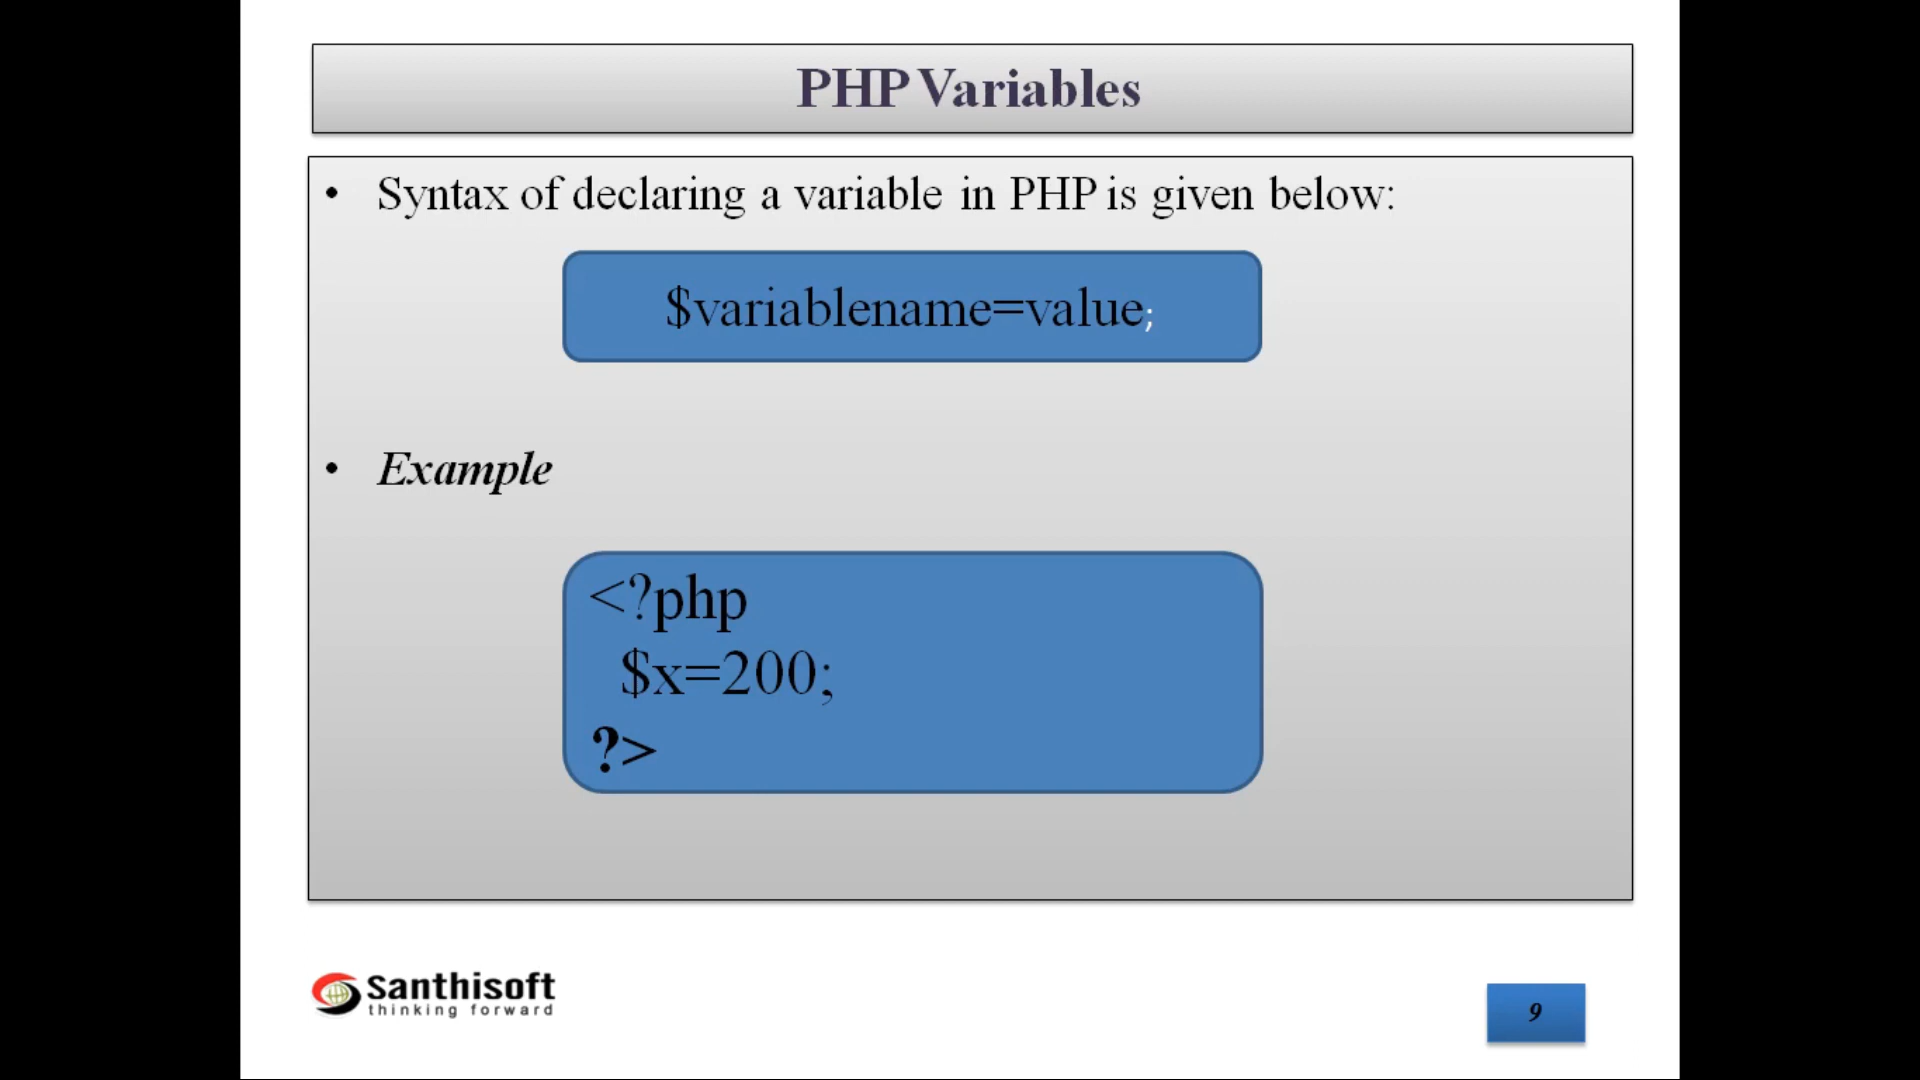 PHP Variables
• Syntax of declaring a variable in PHP is given below:
$variablename=value;
• Example
<?php
$x=200;
?>
Santhisoft
thinking forward
9